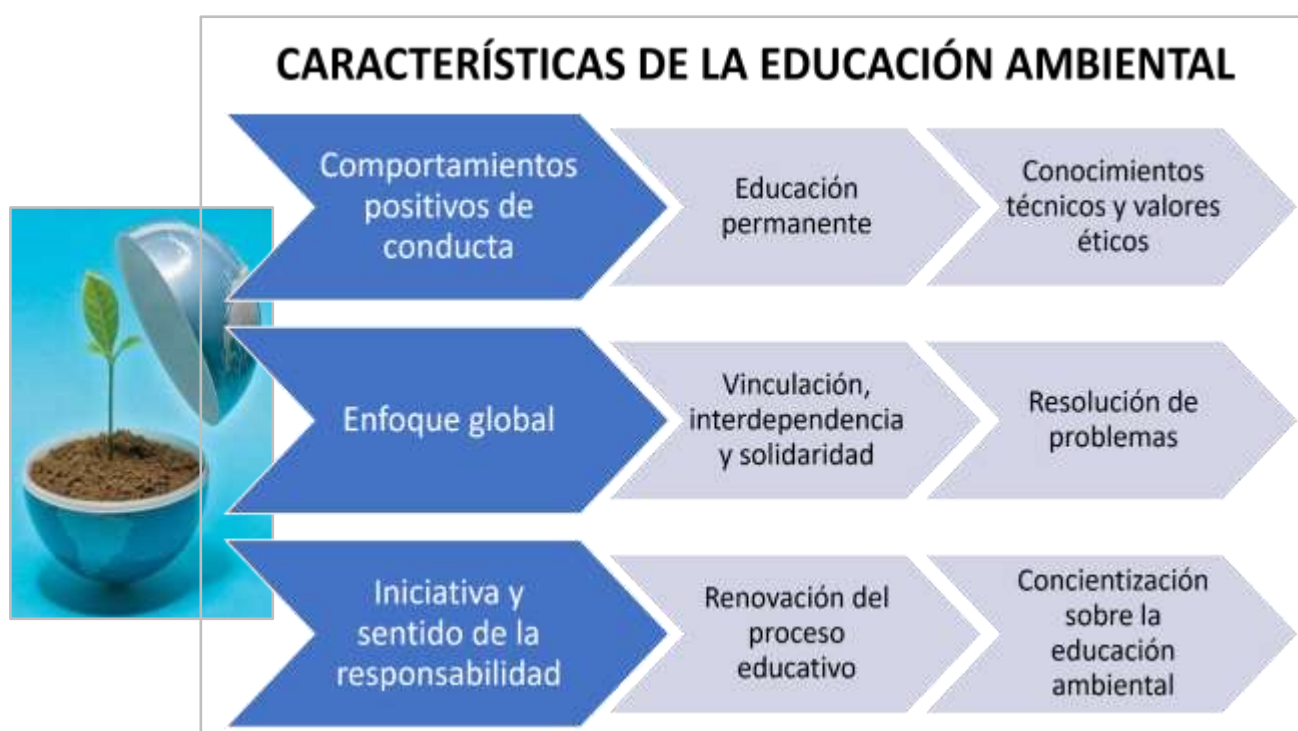 CARACTERÍSTICAS DE LA EDUCACIÓN AMBIENTAL
Comportamientos
positivos de
conducta
Educación
permanente
Conocimientos
técnicos y valores
éticos
Enfoque global
Vinculación,
interdependencia
y solidaridad
Resolución de
problemas
Iniciativa y
sentido de la
responsabilidad
Renovación del
proceso
educativo
Concientización
sobre la
educación
ambiental